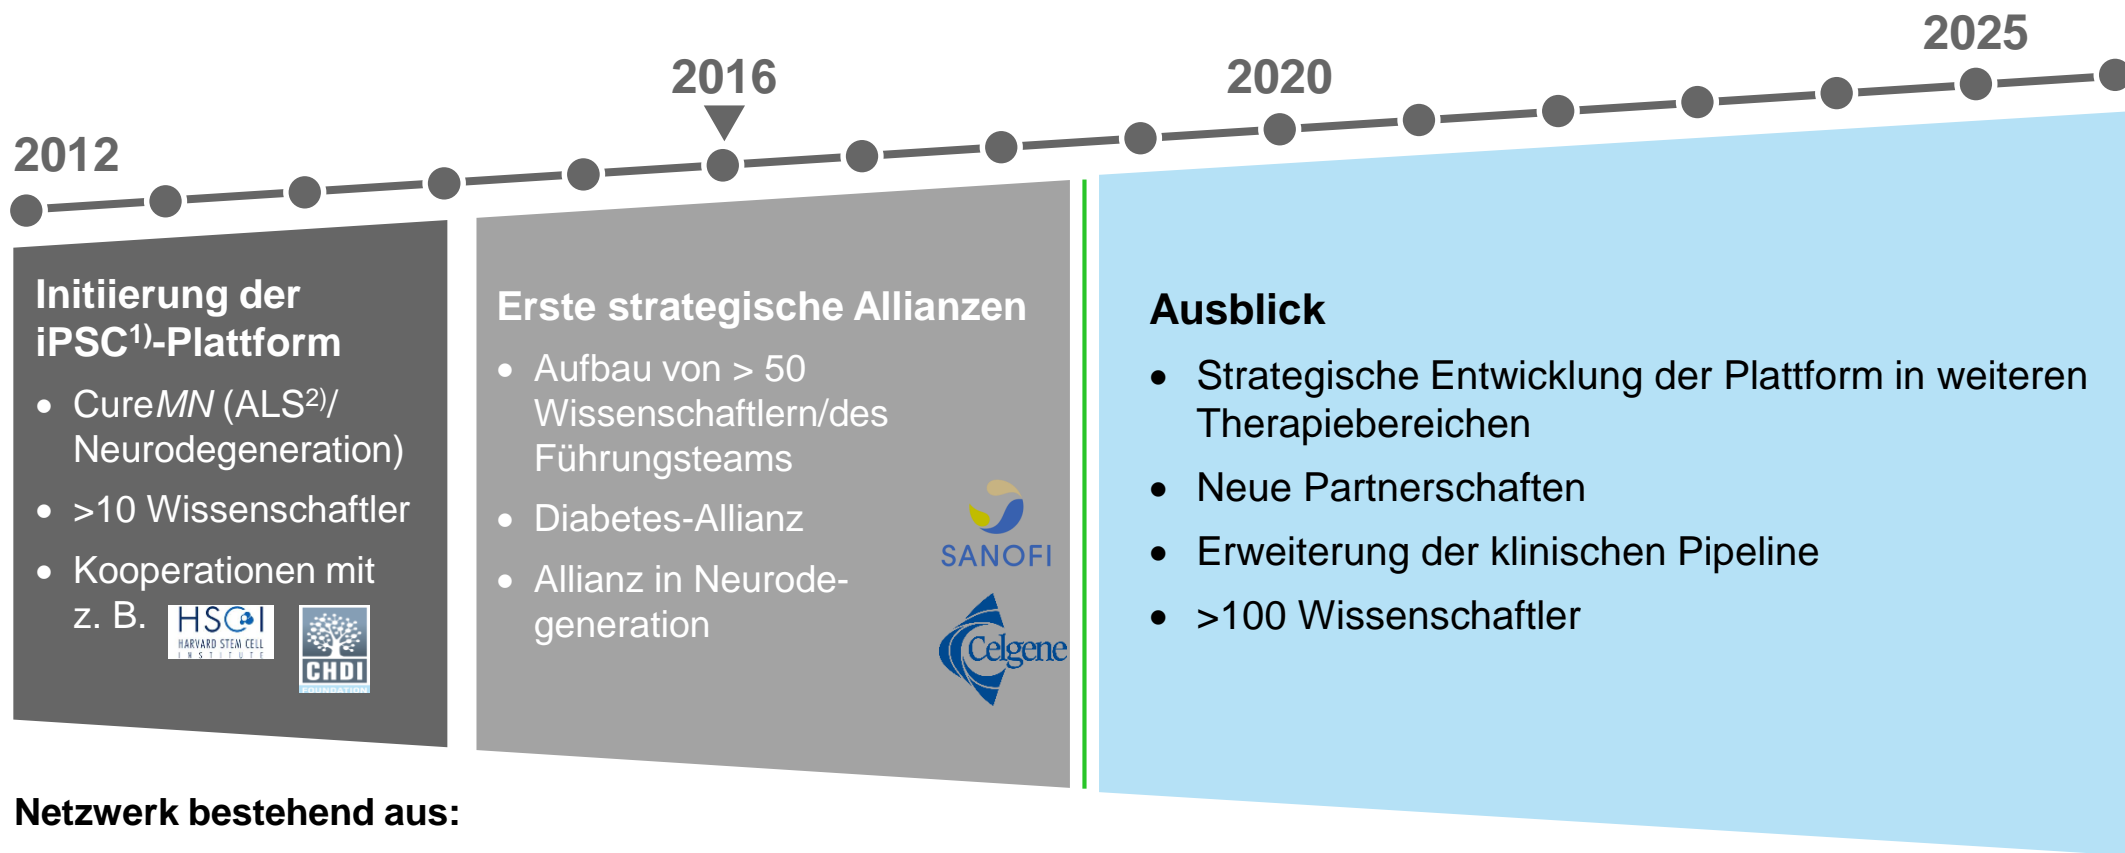 2012
2016
2020
2025
Initiierung der
iPSC¹⁾-Plattform
• CureMN (ALS²⁾/
Neurodegeneration)
• >10 Wissenschaftler
• Kooperationen mit
z. B.
HSCI
HARVARD STEM CELL
INSTITUTE
CHDI
FOUNDATION
Erste strategische Allianzen
• Aufbau von > 50
Wissenschaftlern/des
Führungsteams
• Diabetes-Allianz
• Allianz in Neurode-
generation
SANOFI
Celgene
Ausblick
• Strategische Entwicklung der Plattform in weiteren
Therapiebereichen
• Neue Partnerschaften
• Erweiterung der klinischen Pipeline
• >100 Wissenschaftler
Netzwerk bestehend aus: